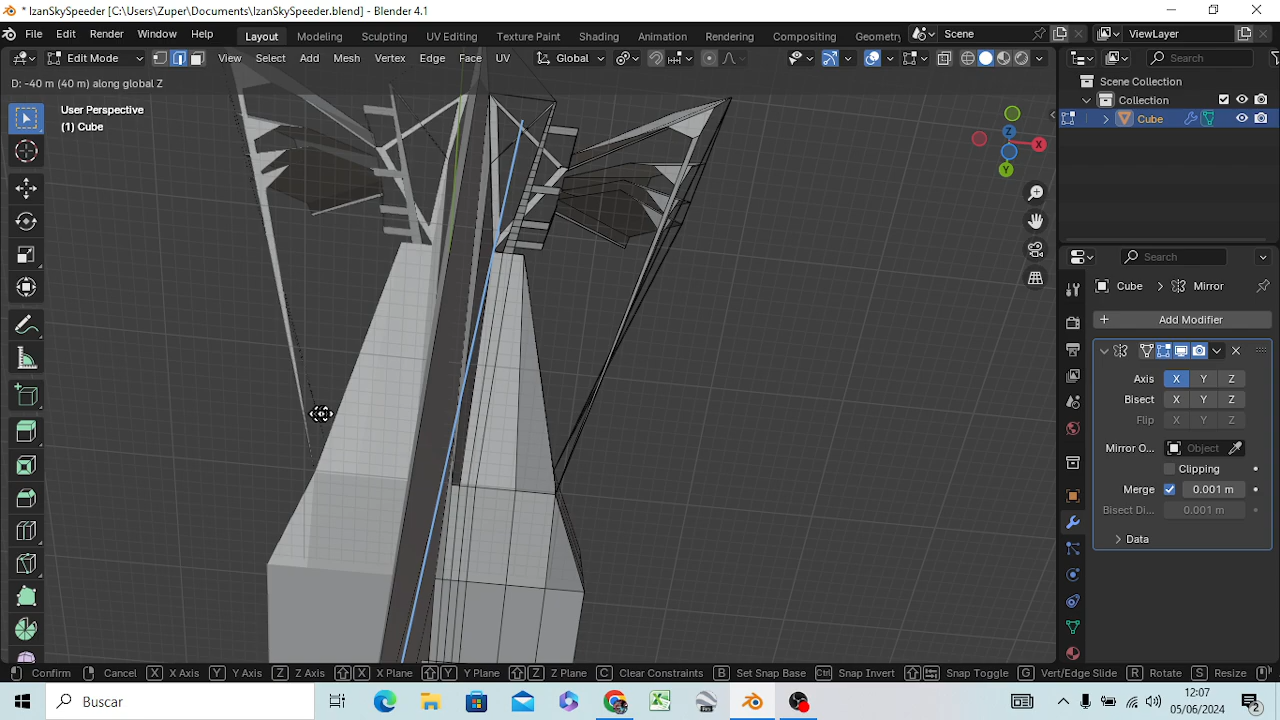 * IzanSkySpeeder [C:\Users\Zuper\Documents\IzanSkySpeeder.blend] - Blender 4.1
File Edit Render Window Help
Layout Modeling Sculpting UV Editing Texture Paint Shading Animation Rendering Compositing Geometr
Scene
ViewLayer
Edit Mode
View Select Add Mesh Vertex Edge Face UV
Global
Search
D: -40 m (40 m) along global Z
User Perspective
(1) Cube
X
Y
Z
Scene Collection
Collection
Cube
Search
Cube > Mirror
Add Modifier
Axis X Y Z
Bisect X Y Z
Flip X Y Z
Mirror O... Object
Clipping
Merge 0.001 m
Bisect Di... 0.001 m
Data
Confirm Cancel X X Axis Y Y Axis Z Z Axis X X Plane Y Y Plane Z Z Plane C Clear Constraints B Set Snap Base Ctrl Snap Invert Snap Toggle G Vert/Edge Slide R Rotate S Resize
Buscar
12:07
05/06/2024
2